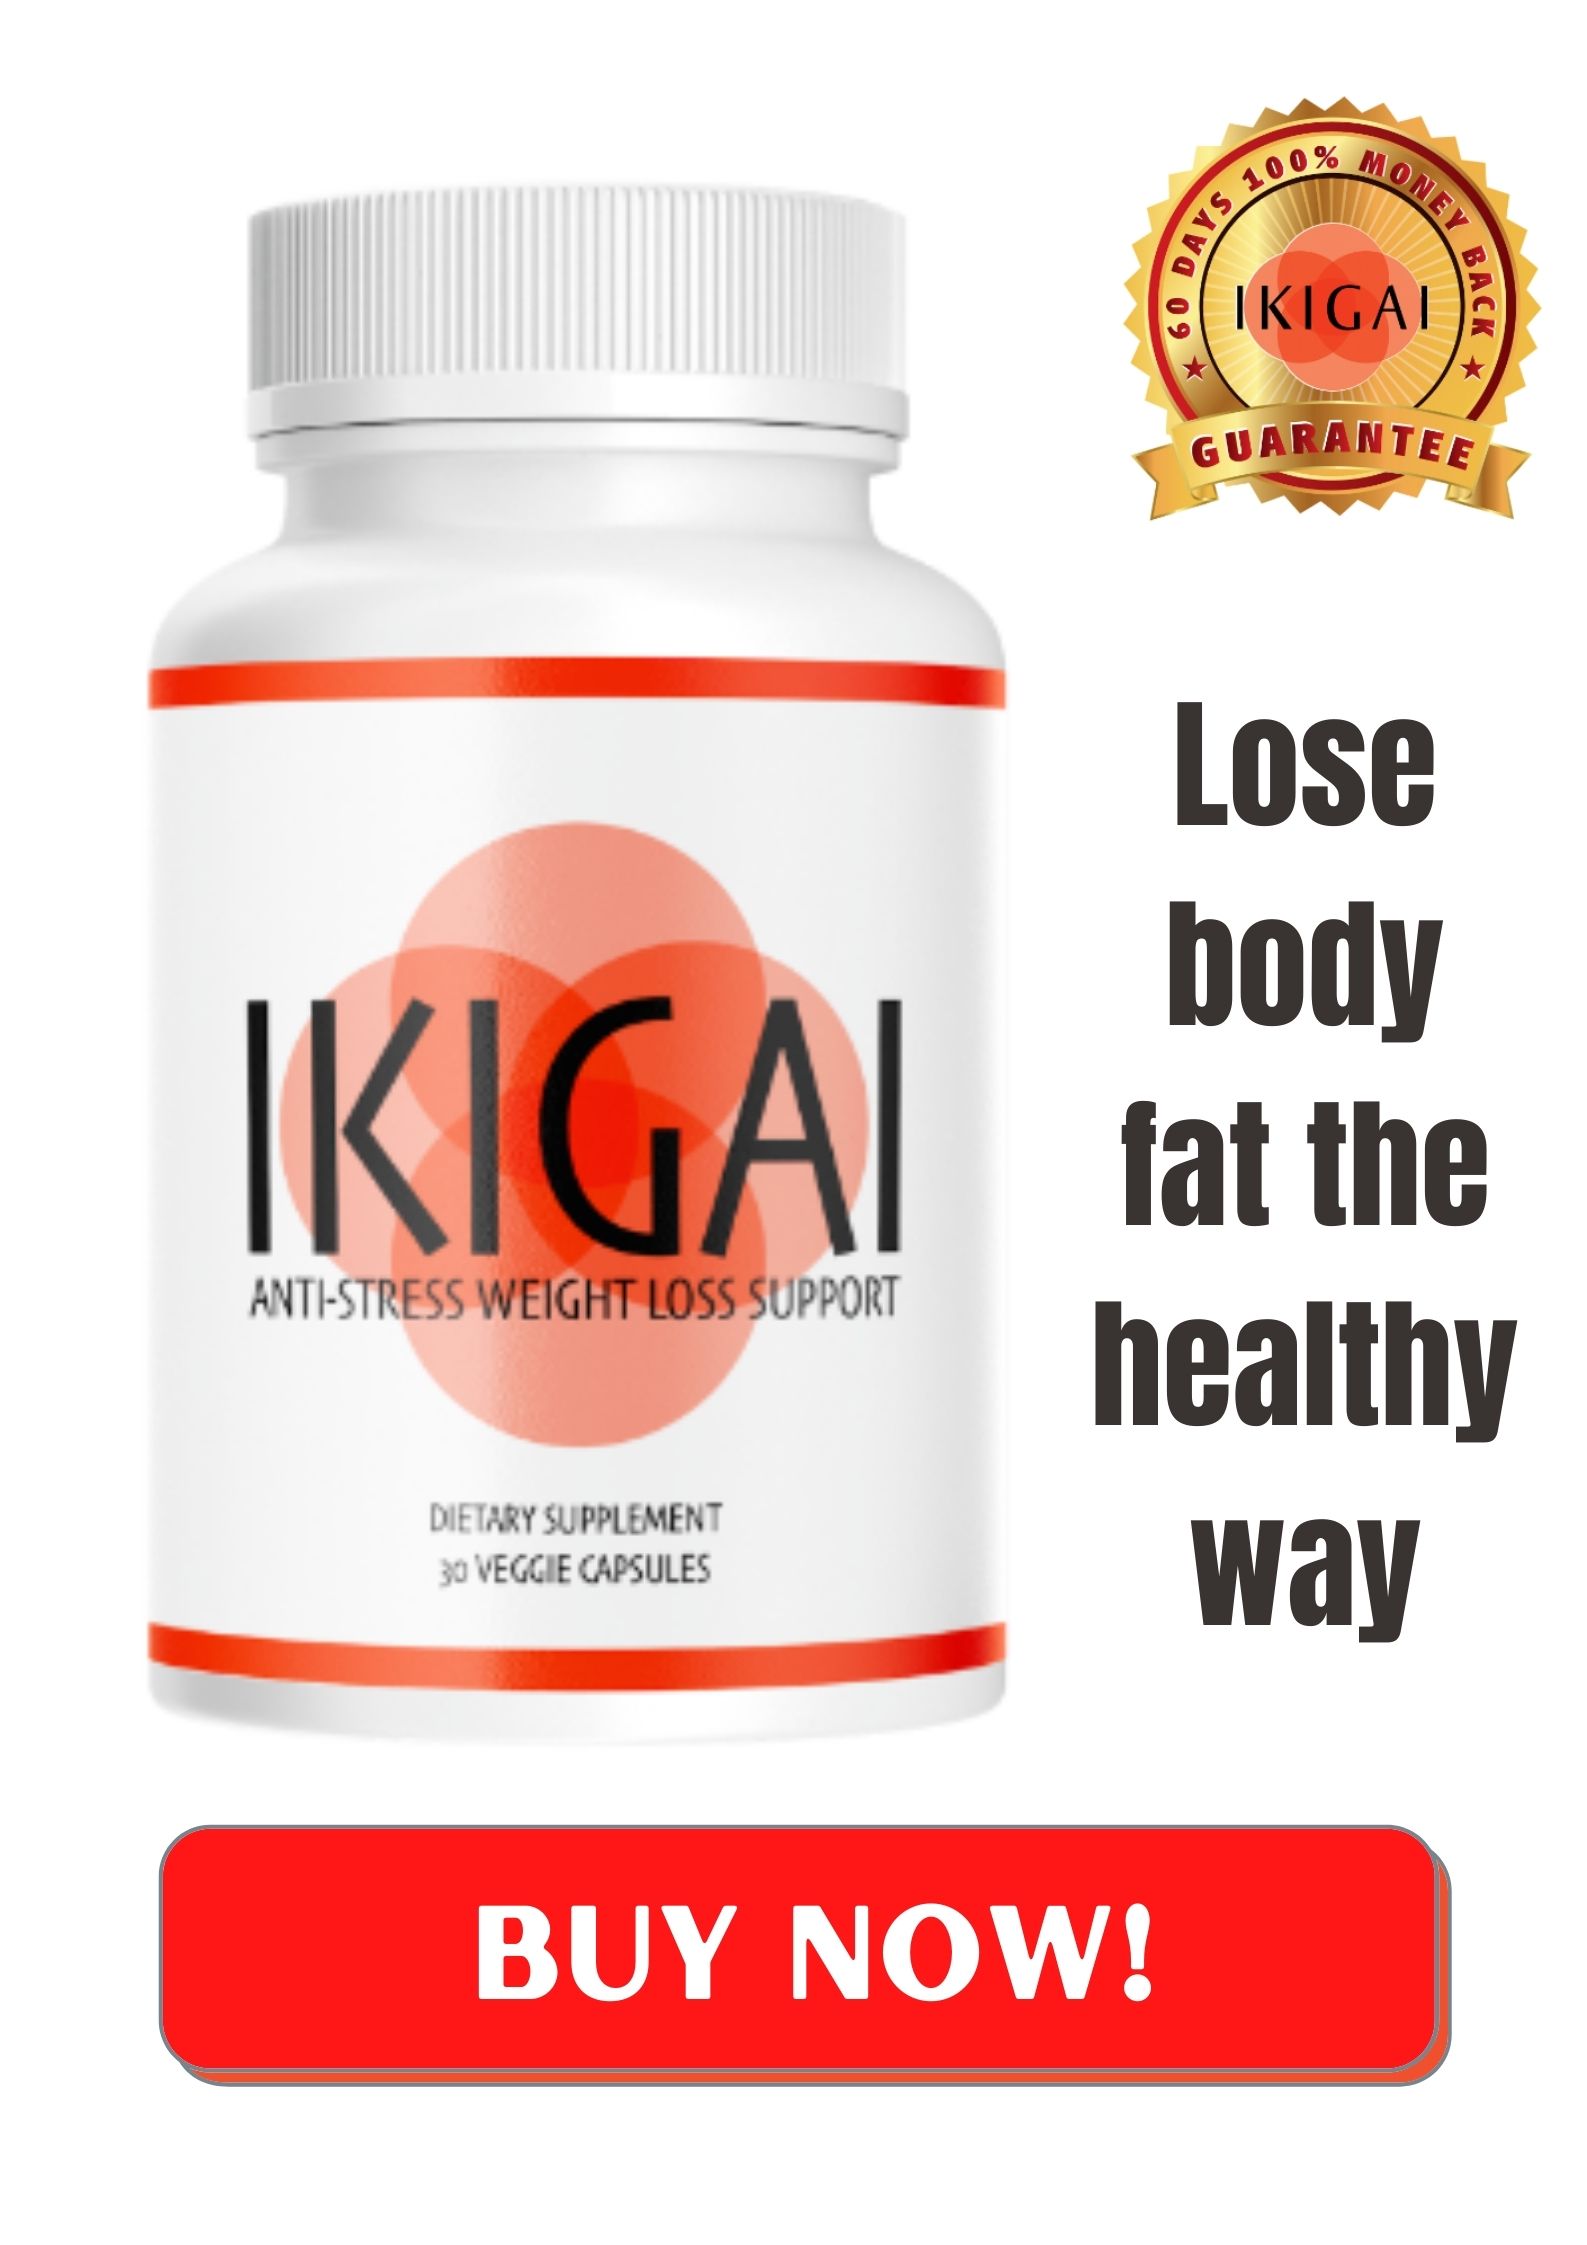 60 DAYS 100% MONEY BACK
IKIGAI
GUARANTEE
IKIGAI
ANTI-STRESS WEIGHT LOSS SUPPORT
DIETARY SUPPLEMENT
30 VEGGIE CAPSULES
Lose
body
fat the
healthy
way
BUY NOW!